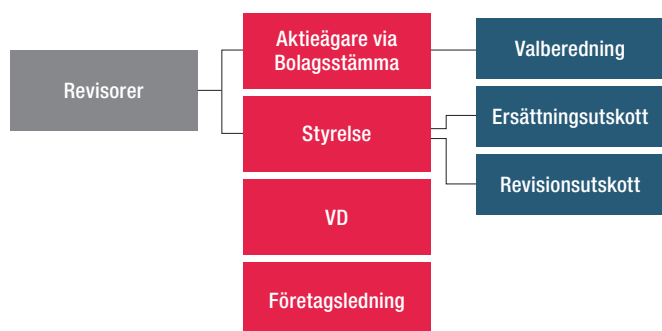 Revisorer
Aktieägare via
Bolagsstämma
Styrelse
VD
Företagsledning
Valberedning
Ersättningsutskott
Revisionsutskott